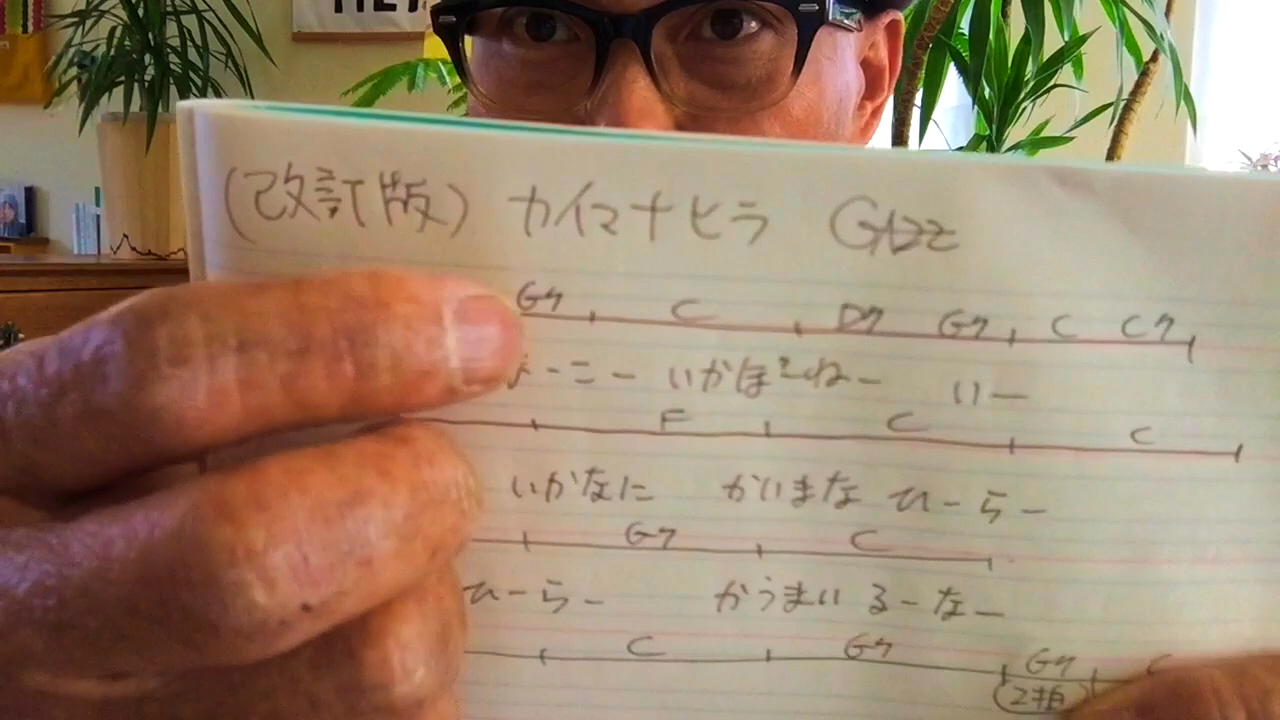 (改訂版) カイマナヒラ
G7 C D7 G7 C C7
ーこー いかぽえねー いー
F C C
いかなに かいまな ひーらー
G7 C
ひーらー かうまい るーなー
C G7 G7 C
2拍